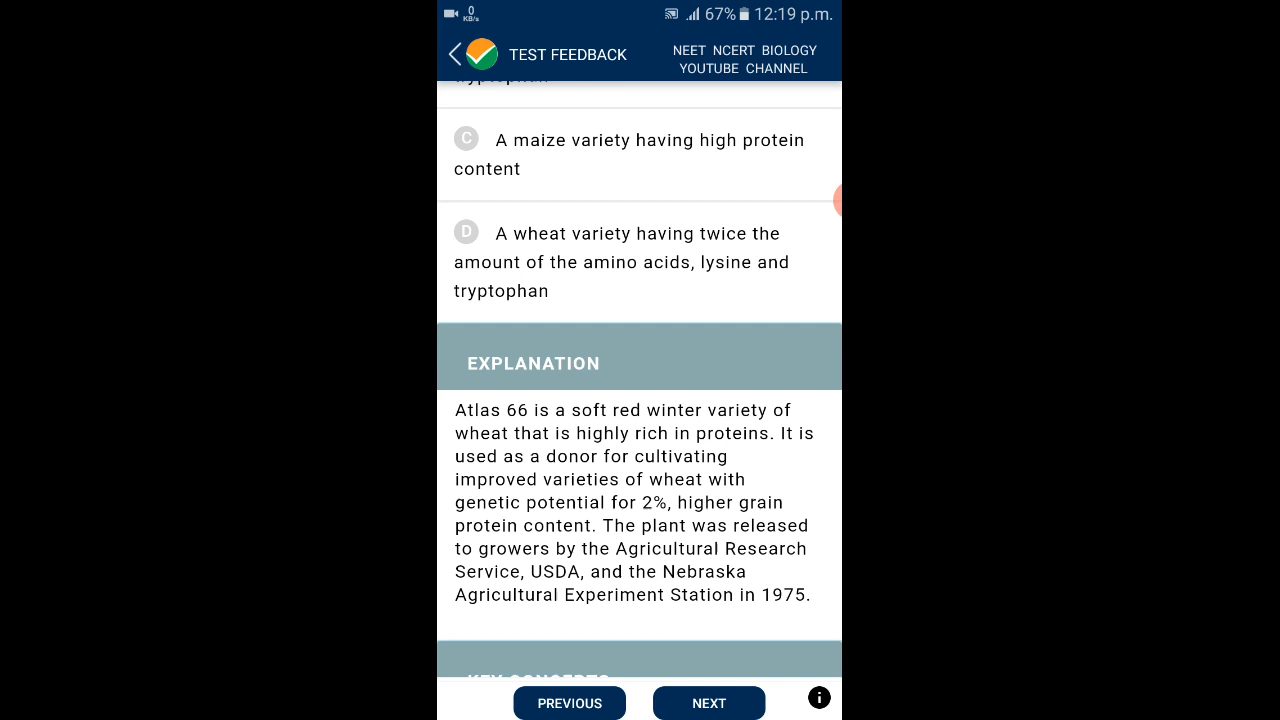 0
KB/s
67%
12:19 p.m.
TEST FEEDBACK
NEET NCERT BIOLOGY
YOUTUBE CHANNEL
tryptophan
C A maize variety having high protein
content
D A wheat variety having twice the
amount of the amino acids, lysine and
tryptophan
EXPLANATION
Atlas 66 is a soft red winter variety of
wheat that is highly rich in proteins. It is
used as a donor for cultivating
improved varieties of wheat with
genetic potential for 2%, higher grain
protein content. The plant was released
to growers by the Agricultural Research
Service, USDA, and the Nebraska
Agricultural Experiment Station in 1975.
KEY CONCEPTS
PREVIOUS
NEXT